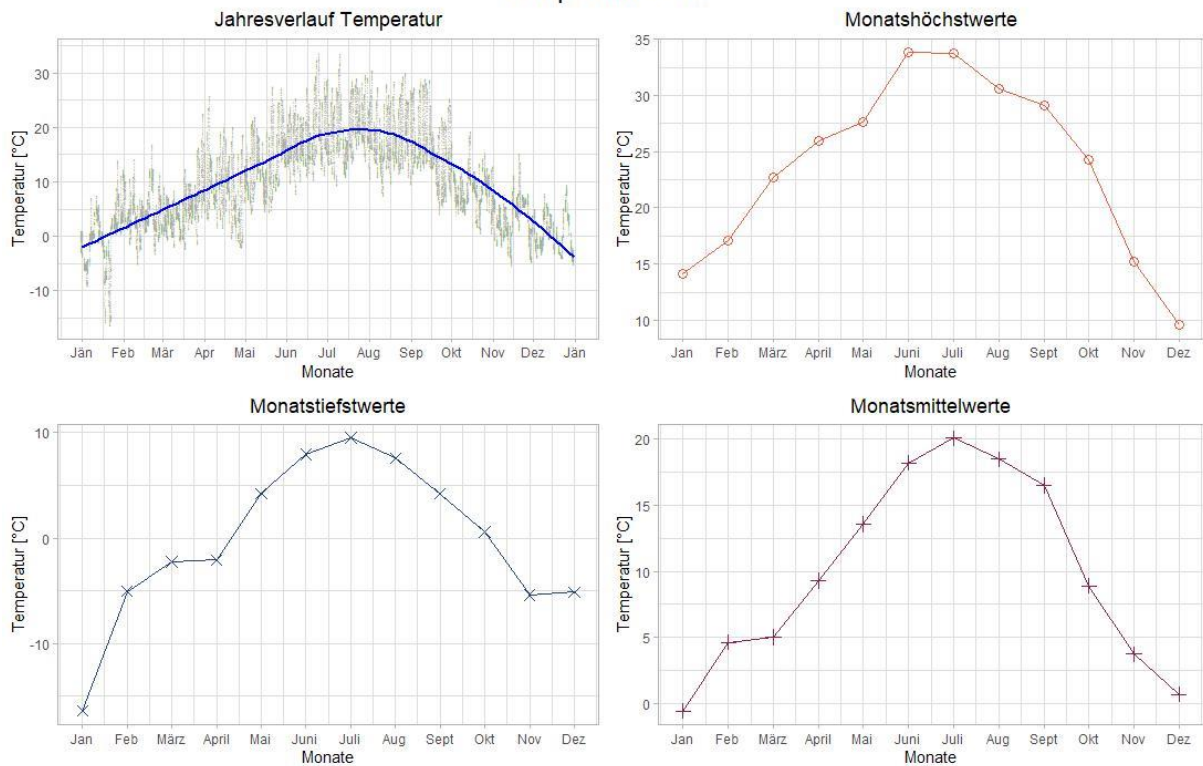 Jahresverlauf Temperatur
Temperatur [°C]
30
20
10
0
-10
Jän Feb Mär Apr Mai Jun Jul Aug Sep Okt Nov Dez Jän
Monate
Monatshöchstwerte
Temperatur [°C]
35
30
25
20
15
10
Jan Feb März April Mai Juni Juli Aug Sept Okt Nov Dez
Monate
Monatstiefstwerte
Temperatur [°C]
10
0
-10
Jan Feb März April Mai Juni Juli Aug Sept Okt Nov Dez
Monate
Monatsmittelwerte
Temperatur [°C]
20
15
10
5
0
Jan Feb März April Mai Juni Juli Aug Sept Okt Nov Dez
Monate